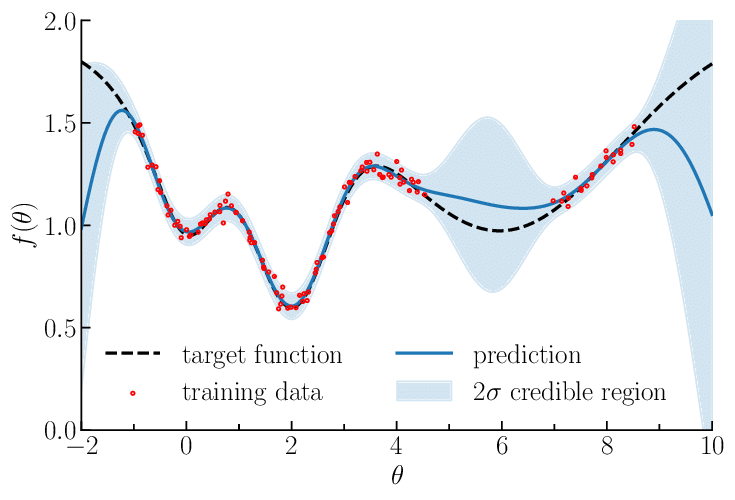 2.0
1.5
1.0
0.5
0.0
f(θ)
target function
prediction
training data
2σ credible region
−2 0 2 4 6 8 10
θ